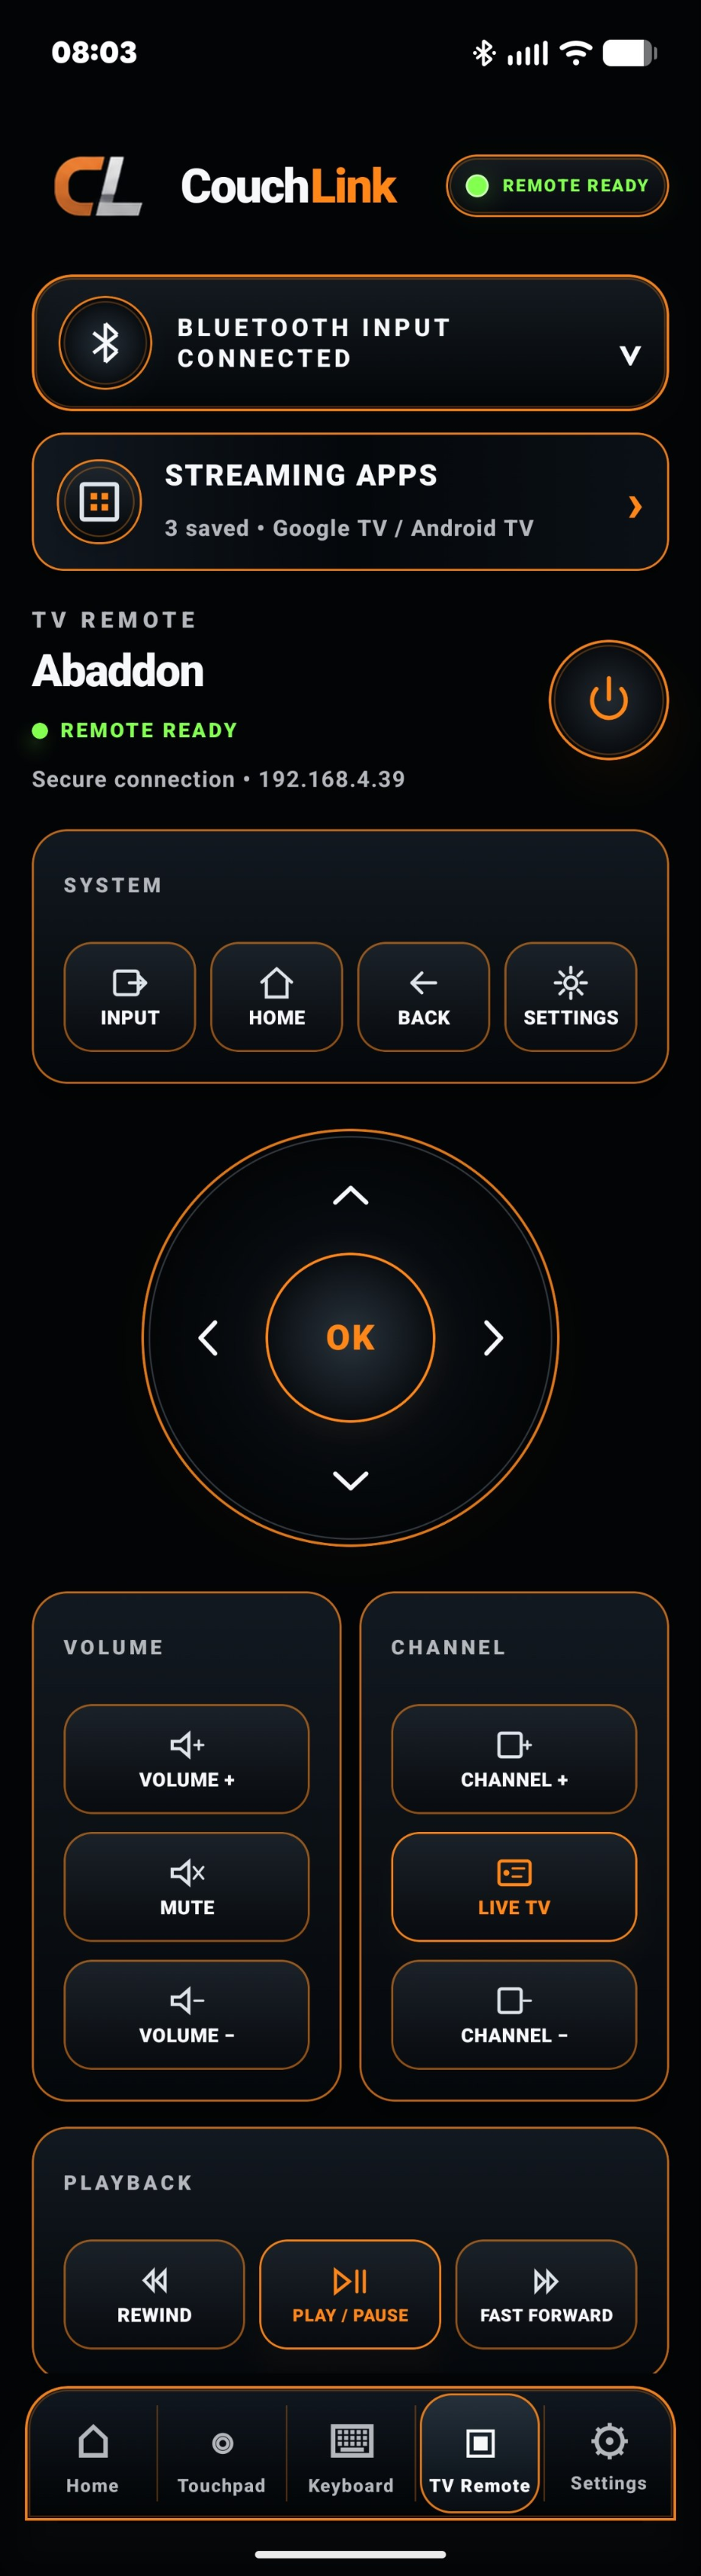 08:03
CL CouchLink REMOTE READY
BLUETOOTH INPUT
CONNECTED
STREAMING APPS
3 saved • Google TV / Android TV
TV REMOTE
Abaddon
REMOTE READY
Secure connection • 192.168.4.39
SYSTEM
INPUT HOME BACK SETTINGS
OK
VOLUME
VOLUME +
MUTE
VOLUME –
CHANNEL
CHANNEL +
LIVE TV
CHANNEL –
PLAYBACK
REWIND PLAY / PAUSE FAST FORWARD
Home Touchpad Keyboard TV Remote Settings